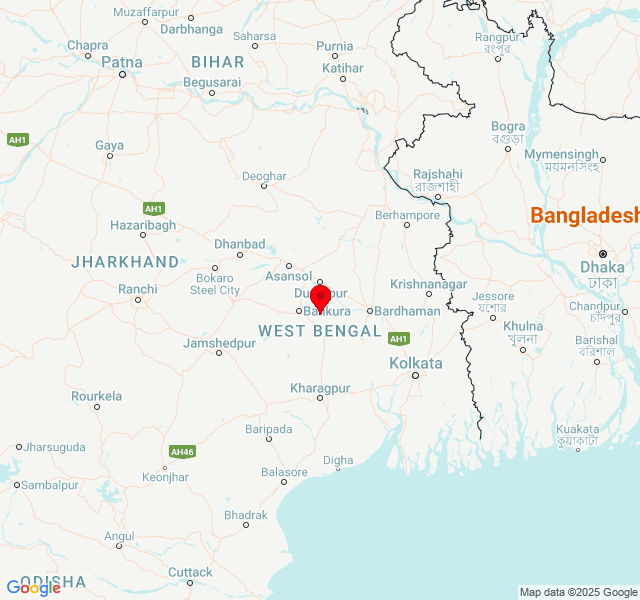 Muzaffarpur
Darbhanga
Saharsa
Chapra
Patna
BIHAR
Purnia
Rangpur
রংপুর
Begusarai
Katihar
AH1
Gaya
Bogra
বগুড়া
Mymensingh
ময়মনসিংহ
Deoghar
Rajshahi
রাজশাহী
AH1
Hazaribagh
Berhampore
Bangladesh
Dhanbad
JHARKHAND
Bokaro
Steel City
Asansol
Dhaka
ঢাকা
Ranchi
Krishnanagar
Jessore
যশোর
Bankura
Bardhaman
Chandpur
চাঁদপুর
WEST BENGAL
Khulna
খুলনা
AH1
Jamshedpur
Barishal
বরিশাল
Kolkata
Kharagpur
Rourkela
Baripada
Kuakata
কুয়াকাটা
Jharsuguda
AH46
Keonjhar
Digha
Balasore
Sambalpur
Bhadrak
Angul
Cuttack
ODISHA
Google
Map data ©2025 Google